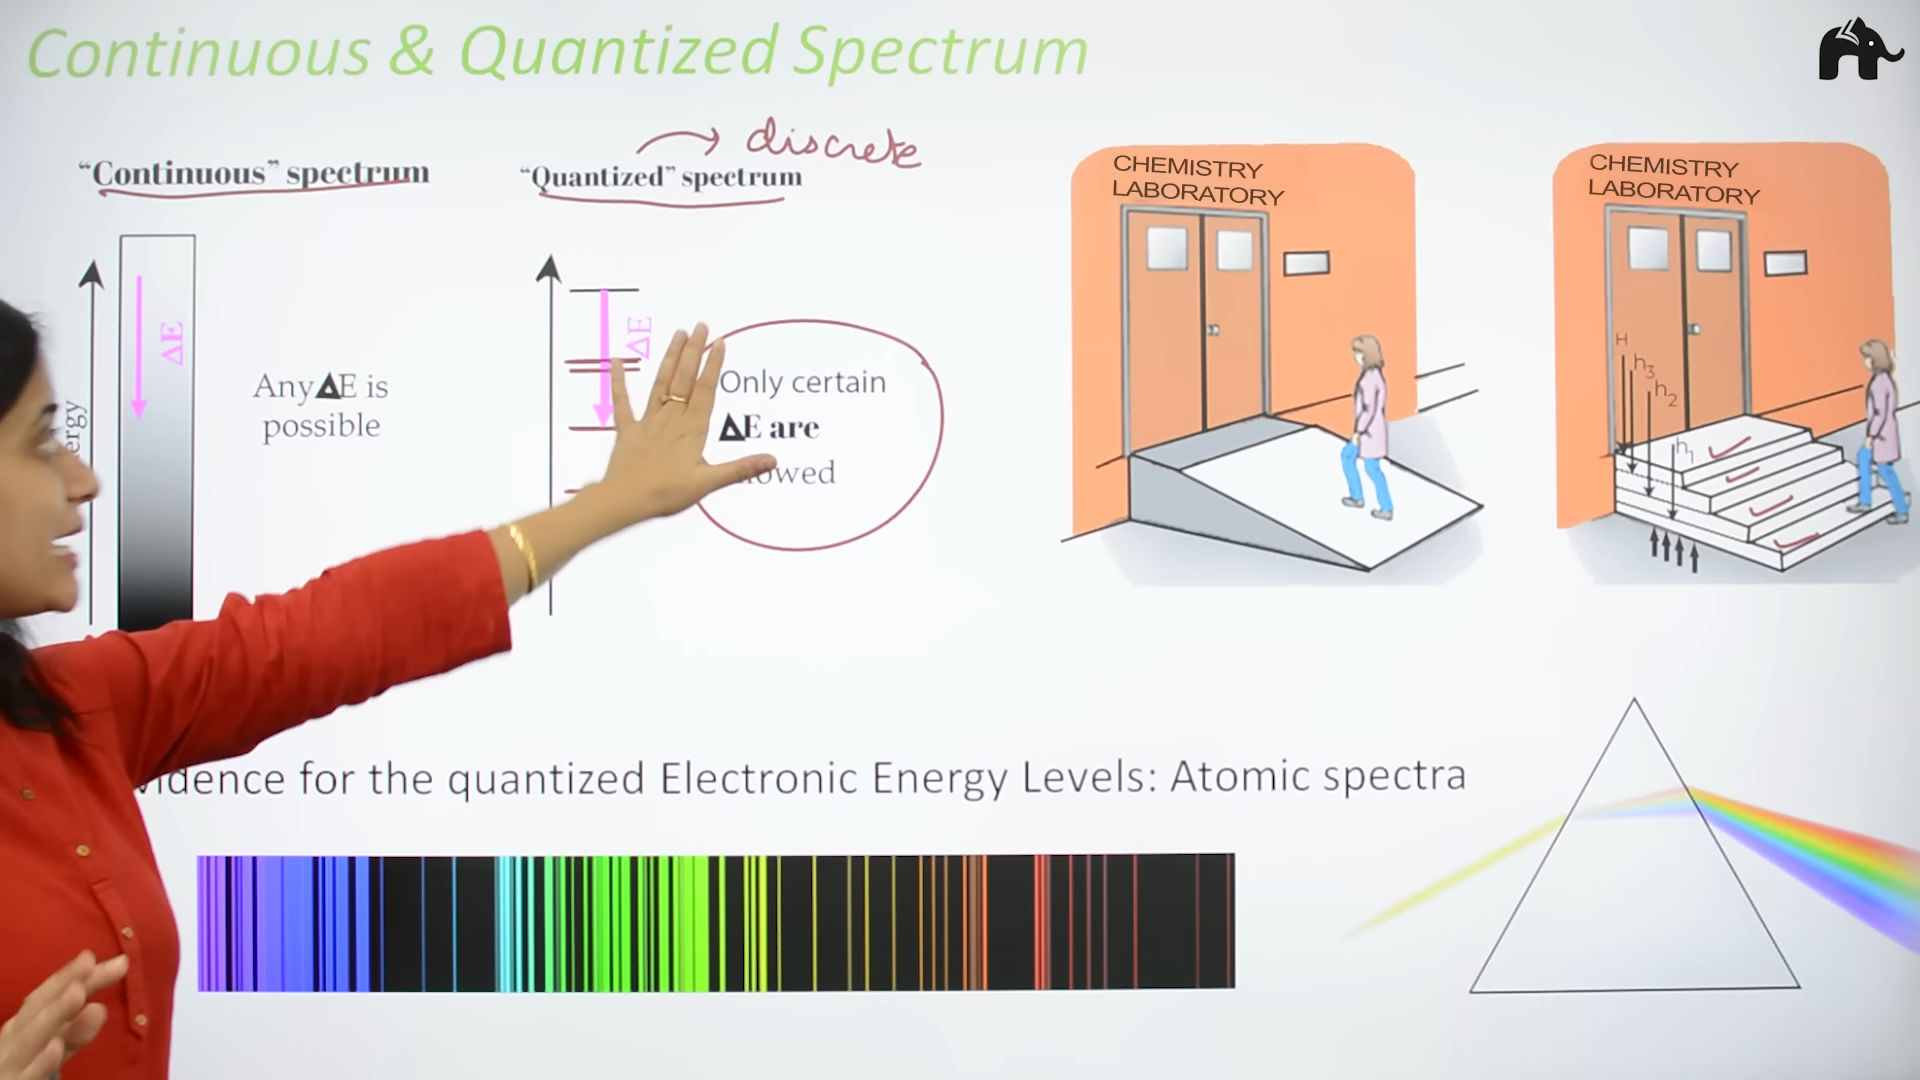 Continuous & Quantized Spectrum
discrete
"Continuous" spectrum
"Quantized" spectrum
ΔE
Any ΔE is
possible
ΔE
Only certain
ΔE are
CHEMISTRY
LABORATORY
CHEMISTRY
LABORATORY
H
h3
h2
h1
for the quantized Electronic Energy Levels: Atomic spectra